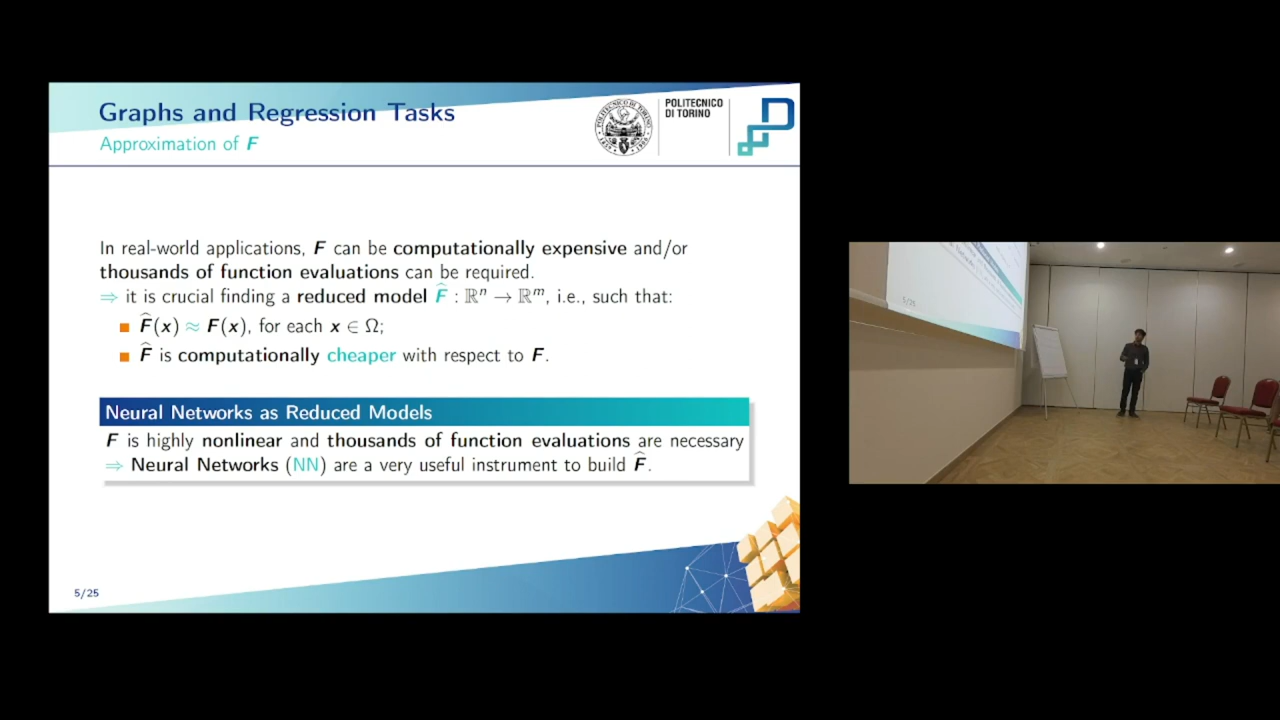 Graphs and Regression Tasks
Approximation of F
POLITECNICO
DI TORINO
In real-world applications, F can be computationally expensive and/or
thousands of function evaluations can be required.
⇒ it is crucial finding a reduced model F̂ : ℝⁿ → ℝᵐ, i.e., such that:
■ F̂(x) ≈ F(x), for each x ∈ Ω;
■ F̂ is computationally cheaper with respect to F.
Neural Networks as Reduced Models
F is highly nonlinear and thousands of function evaluations are necessary
⇒ Neural Networks (NN) are a very useful instrument to build F̂.
5/25
5/25